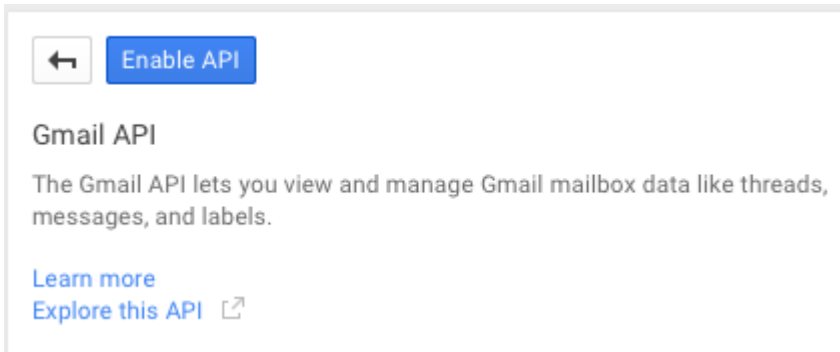 Enable API
Gmail API
The Gmail API lets you view and manage Gmail mailbox data like threads,
messages, and labels.
Learn more
Explore this API